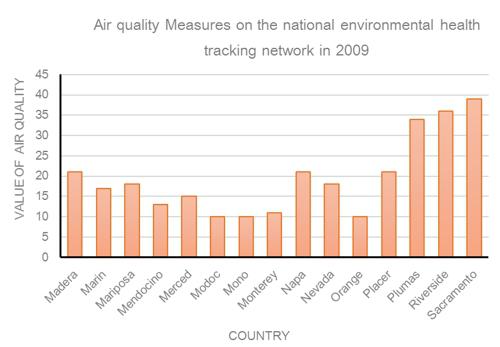 Air quality Measures on the national environmental health
tracking network in 2009
VALUE OF AIR QUALITY
45
40
35
30
25
20
15
10
5
0
Madera
Marin
Mariposa
Mendocino
Merced
Modoc
Mono
Monterey
Napa
Nevada
Orange
Placer
Plumas
Riverside
Sacramento
COUNTRY